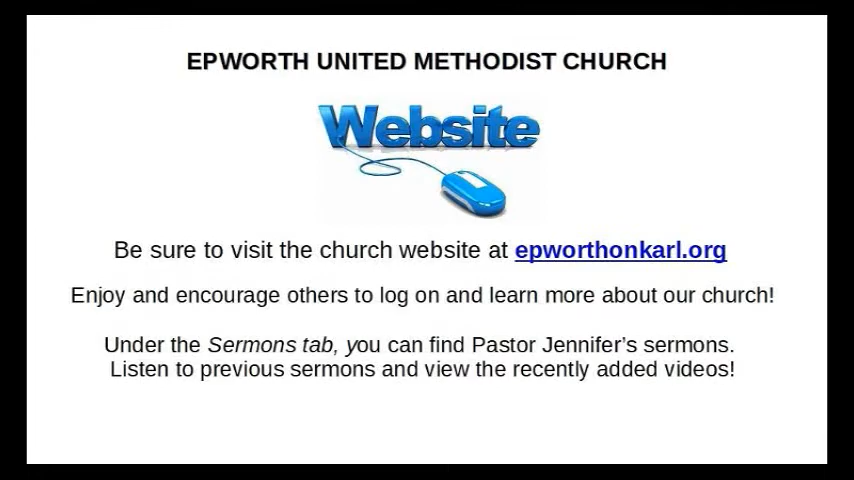 EPWORTH UNITED METHODIST CHURCH
Website
Be sure to visit the church website at epworthonkarl.org
Enjoy and encourage others to log on and learn more about our church!
Under the Sermons tab, you can find Pastor Jennifer’s sermons.
Listen to previous sermons and view the recently added videos!